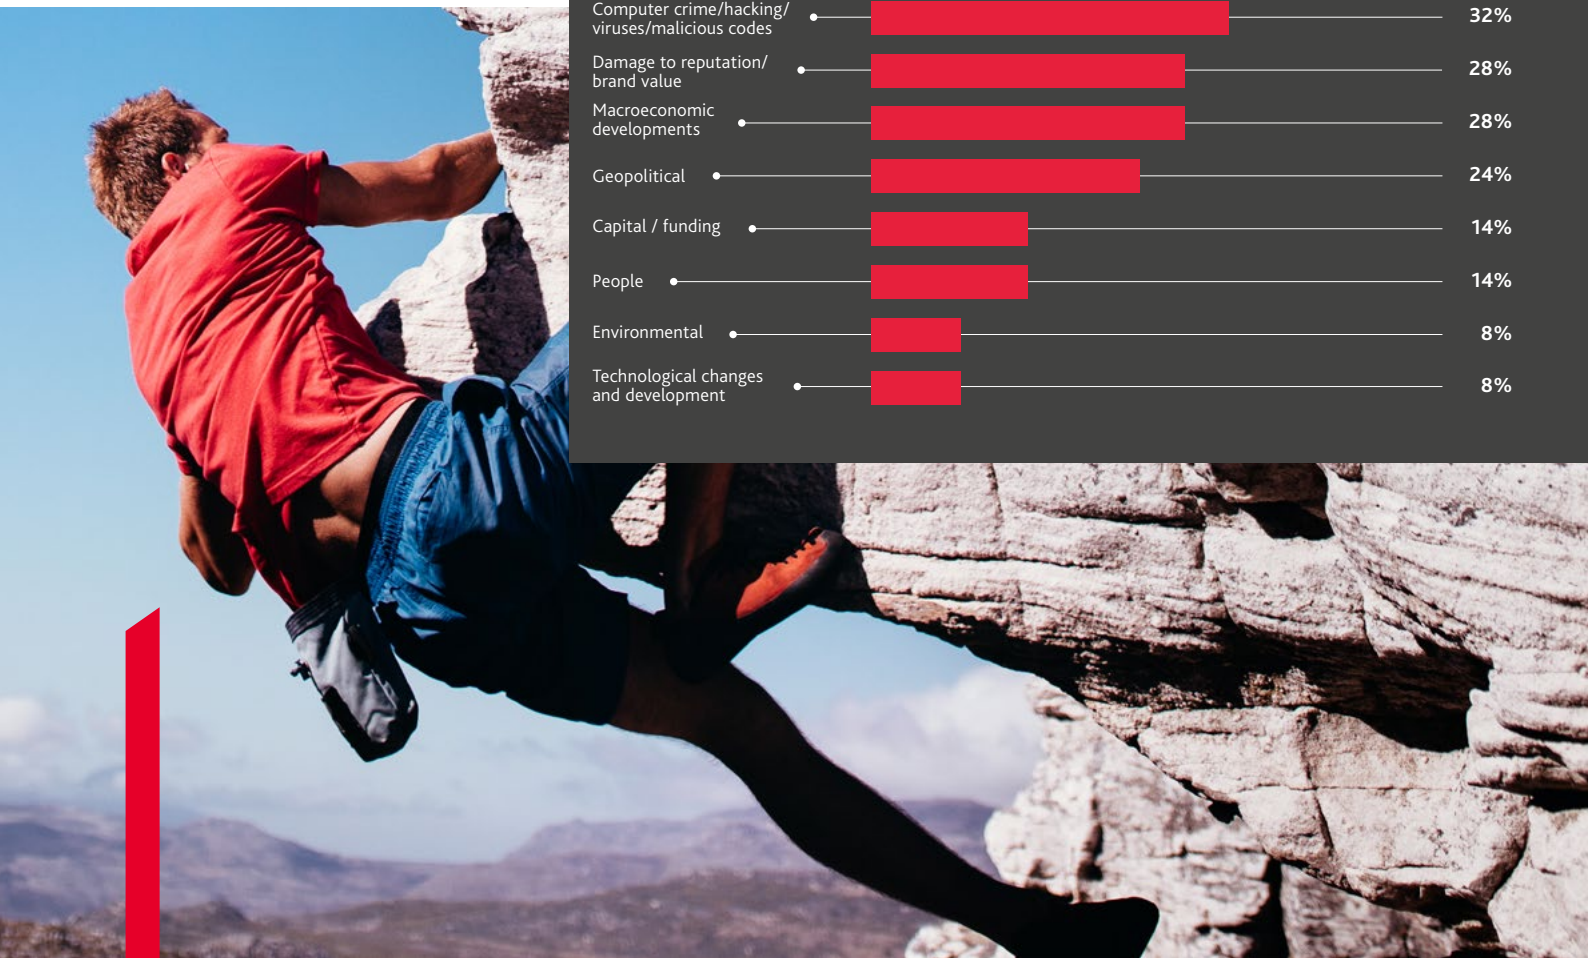 Computer crime/hacking/
viruses/malicious codes
32%
Damage to reputation/
brand value
28%
Macroeconomic
developments
28%
Geopolitical
24%
Capital / funding
14%
People
14%
Environmental
8%
Technological changes
and development
8%